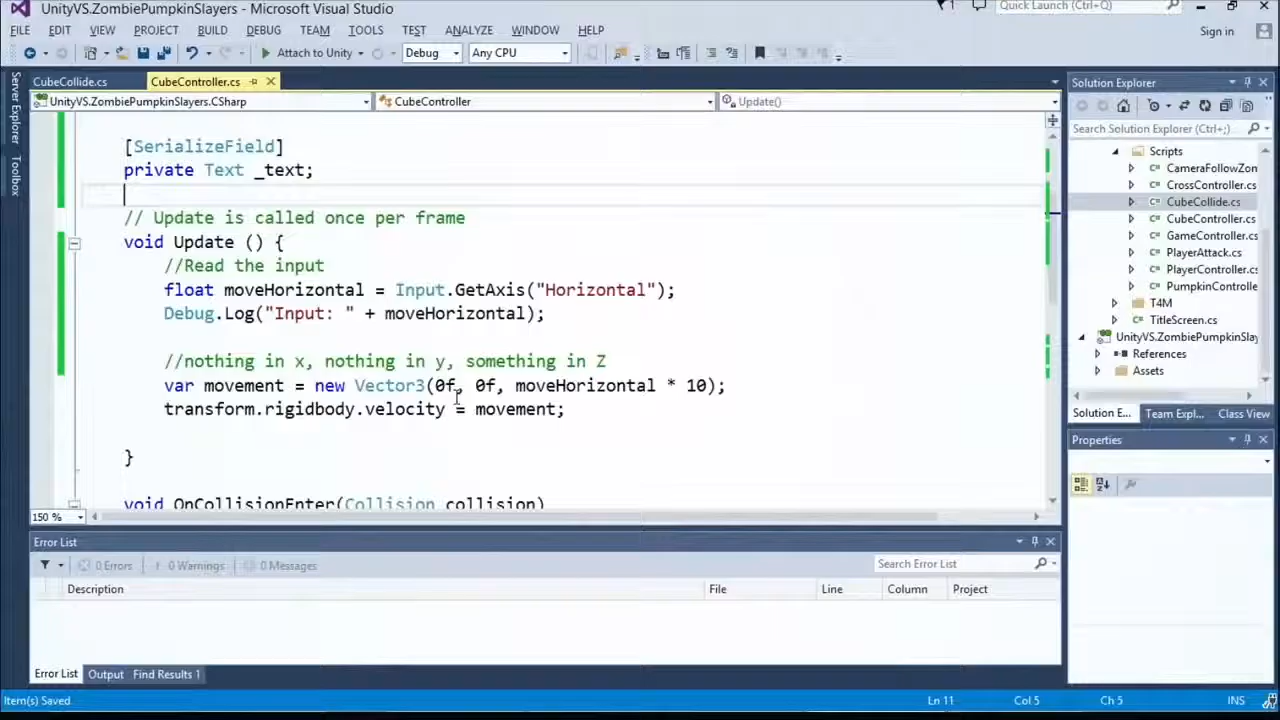 UnityVS.ZombiePumpkinSlayers - Microsoft Visual Studio
Quick Launch (Ctrl+Q)
FILE EDIT VIEW PROJECT BUILD DEBUG TEAM TOOLS TEST ANALYZE WINDOW HELP
Sign in
Attach to Unity Debug Any CPU
Server Explorer
Toolbox
CubeCollide.cs CubeController.cs
UnityVS.ZombiePumpkinSlayers.CSharp CubeController Update()
[SerializeField]
private Text _text;
// Update is called once per frame
void Update () {
//Read the input
float moveHorizontal = Input.GetAxis("Horizontal");
Debug.Log("Input: " + moveHorizontal);
//nothing in x, nothing in y, something in Z
var movement = new Vector3(0f, 0f, moveHorizontal * 10);
transform.rigidbody.velocity = movement;
}
void OnCollisionEnter(Collision collision)
150 %
Solution Explorer
Search Solution Explorer (Ctrl+;)
Scripts
CameraFollowZon
CrossController.cs
CubeCollide.cs
CubeController.cs
GameController.cs
PlayerAttack.cs
PlayerController.cs
PumpkinControlle
T4M
TitleScreen.cs
UnityVS.ZombiePumpkinSlay
References
Assets
Solution E... Team Expl... Class View
Properties
Error List
0 Errors 0 Warnings 0 Messages
Search Error List
Description File Line Column Project
Error List Output Find Results 1
Item(s) Saved Ln 11 Col 5 Ch 5 INS